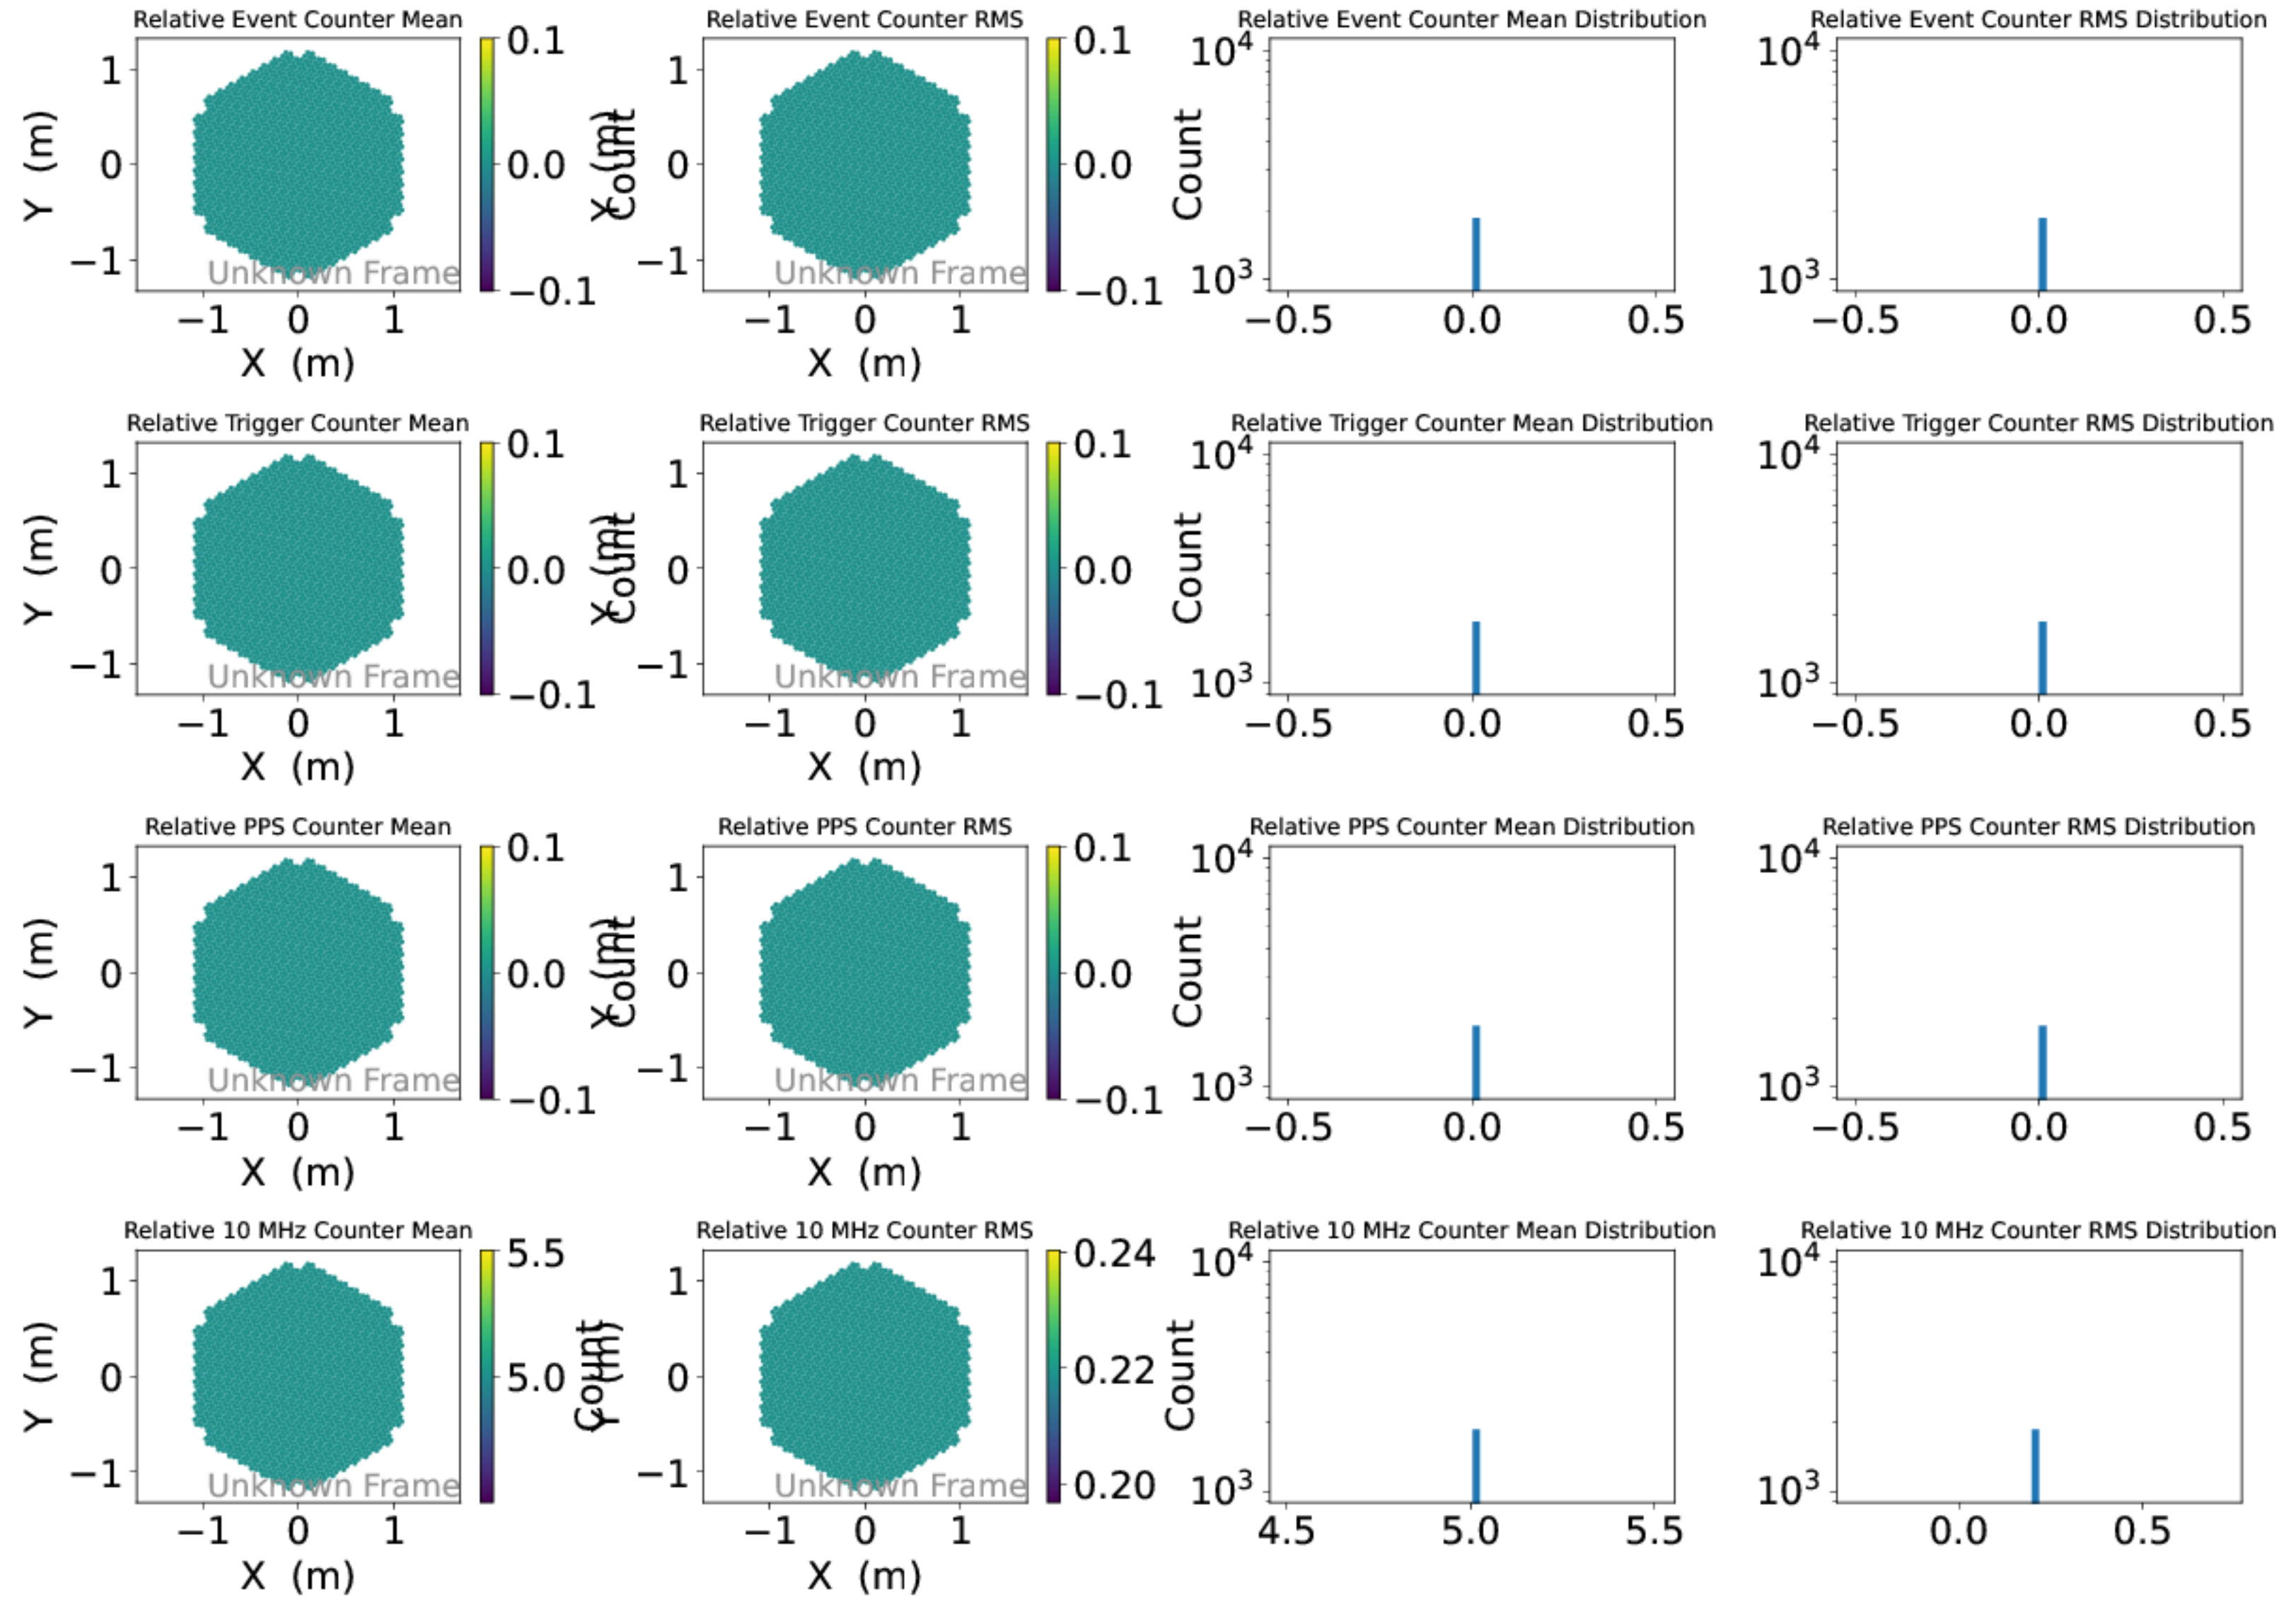 Relative Event Counter Mean
1
0
−1
Y (m)
−1 0 1
X (m)
Unknown Frame
0.1
0.0
−0.1
Count
Relative Event Counter RMS
1
0
−1
Y (m)
−1 0 1
X (m)
Unknown Frame
0.1
0.0
−0.1
Relative Event Counter Mean Distribution
10⁴
10³
Count
−0.5 0.0 0.5
Relative Event Counter RMS Distribution
10⁴
10³
−0.5 0.0 0.5
Relative Trigger Counter Mean
1
0
−1
Y (m)
−1 0 1
X (m)
Unknown Frame
0.1
0.0
−0.1
Count
Relative Trigger Counter RMS
1
0
−1
Y (m)
−1 0 1
X (m)
Unknown Frame
0.1
0.0
−0.1
Relative Trigger Counter Mean Distribution
10⁴
10³
Count
−0.5 0.0 0.5
Relative Trigger Counter RMS Distribution
10⁴
10³
−0.5 0.0 0.5
Relative PPS Counter Mean
1
0
−1
Y (m)
−1 0 1
X (m)
Unknown Frame
0.1
0.0
−0.1
Count
Relative PPS Counter RMS
1
0
−1
Y (m)
−1 0 1
X (m)
Unknown Frame
0.1
0.0
−0.1
Relative PPS Counter Mean Distribution
10⁴
10³
Count
−0.5 0.0 0.5
Relative PPS Counter RMS Distribution
10⁴
10³
−0.5 0.0 0.5
Relative 10 MHz Counter Mean
1
0
−1
Y (m)
−1 0 1
X (m)
Unknown Frame
5.5
5.0
Count
Relative 10 MHz Counter RMS
1
0
−1
Y (m)
−1 0 1
X (m)
Unknown Frame
0.24
0.22
0.20
Relative 10 MHz Counter Mean Distribution
10⁴
10³
Count
4.5 5.0 5.5
Relative 10 MHz Counter RMS Distribution
10⁴
10³
0.0 0.5